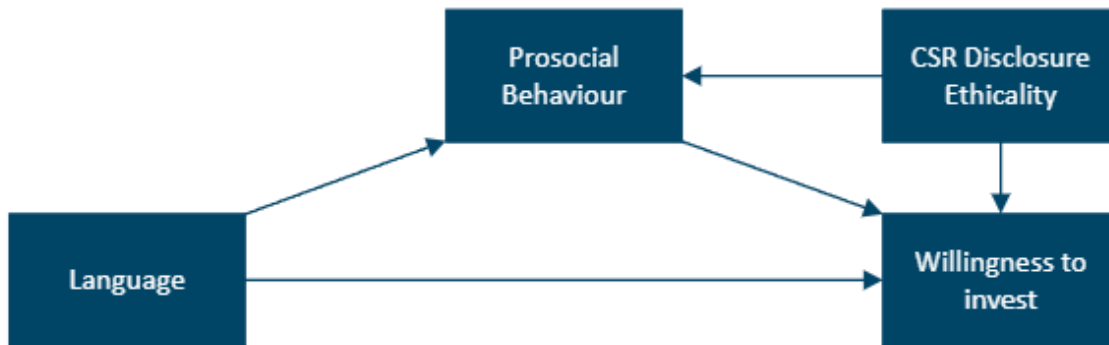 Prosocial
Behaviour
CSR Disclosure
Ethicality
Language
Willingness to
invest